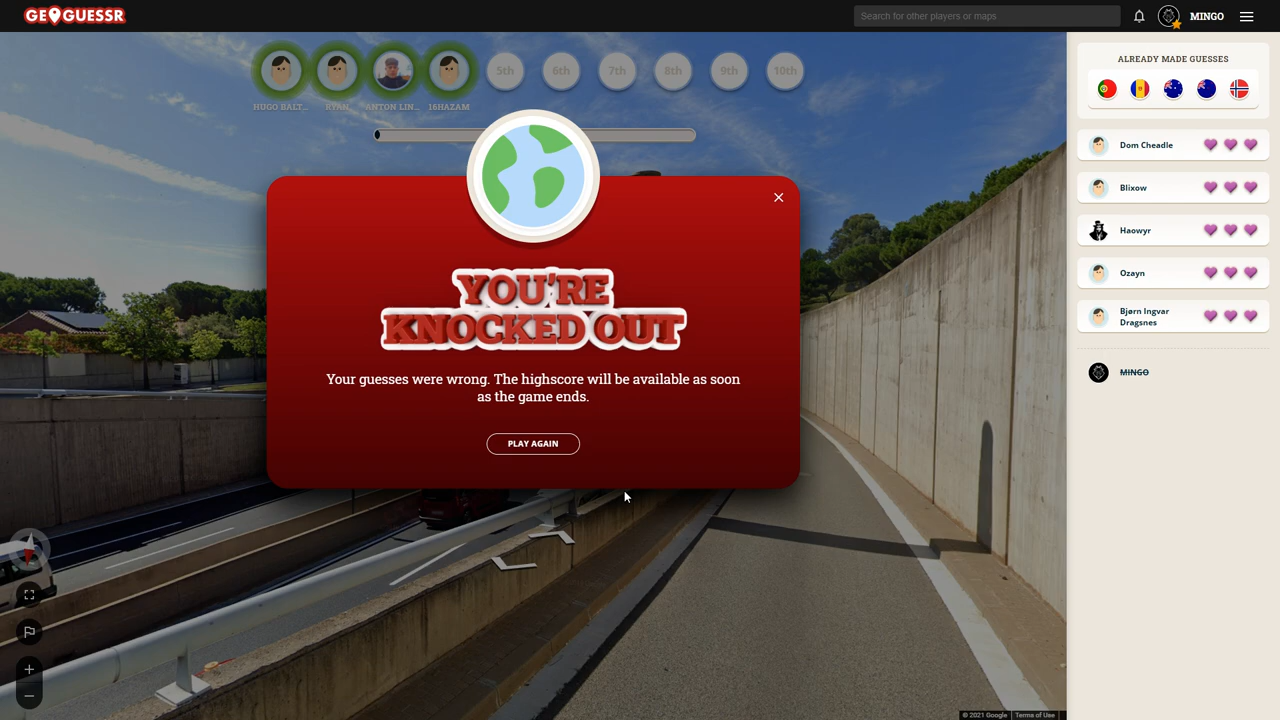 GEOGUESSR
Search for other players or maps
MINGO
5th
6th
7th
8th
9th
10th
HUGO BALT...
RYAN
ANTON LIN...
16HAZAM
YOU'RE
KNOCKED OUT
Your guesses were wrong. The highscore will be available as soon
as the game ends.
PLAY AGAIN
ALREADY MADE GUESSES
Dom Cheadle
Blixow
Haowyr
Ozayn
Bjørn Ingvar
Dragsnes
MINGO
© 2021 Google
Terms of Use